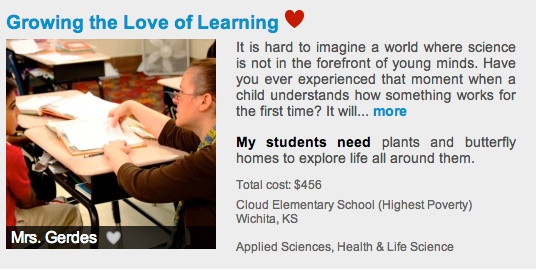 Growing the Love of Learning
It is hard to imagine a world where science
is not in the forefront of young minds. Have
you ever experienced that moment when a
child understands how something works for
the first time? It will... more
My students need plants and butterfly
homes to explore life all around them.
Total cost: $456
Cloud Elementary School (Highest Poverty)
Wichita, KS
Applied Sciences, Health & Life Science
Mrs. Gerdes